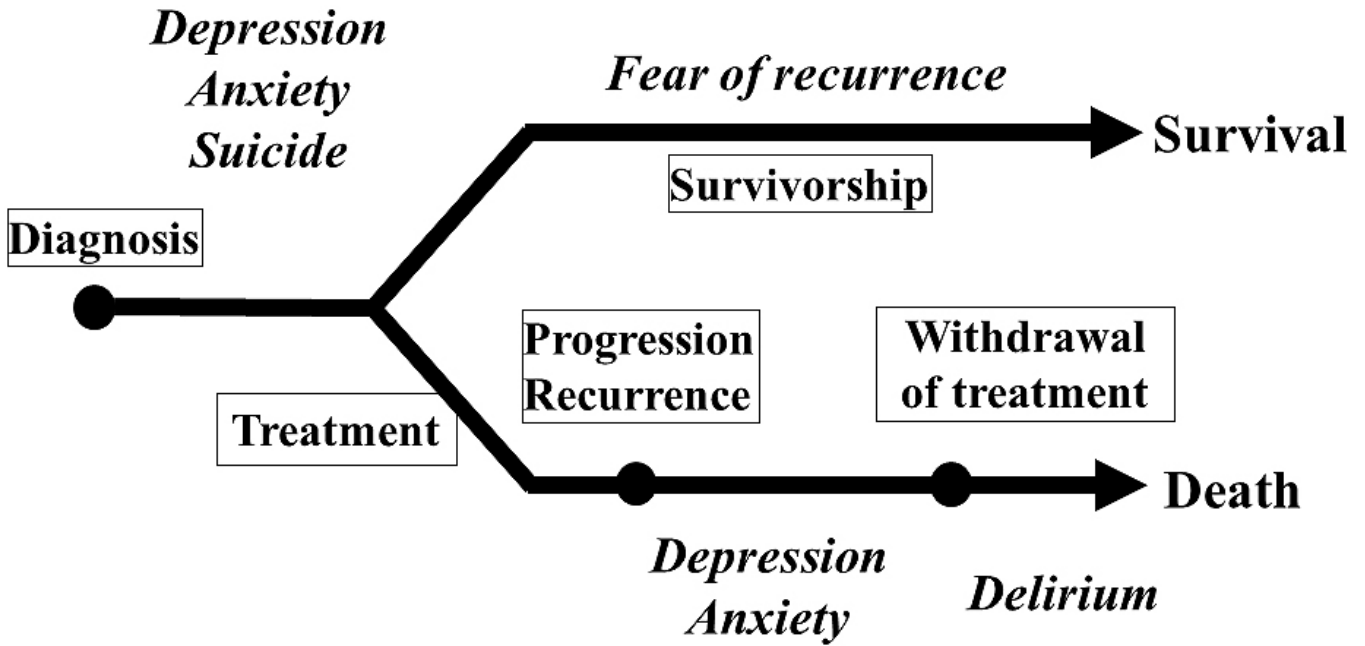 Depression
Anxiety
Suicide
Fear of recurrence
Survival
Survivorship
Diagnosis
Progression
Recurrence
Withdrawal
of treatment
Treatment
Death
Depression
Anxiety
Delirium